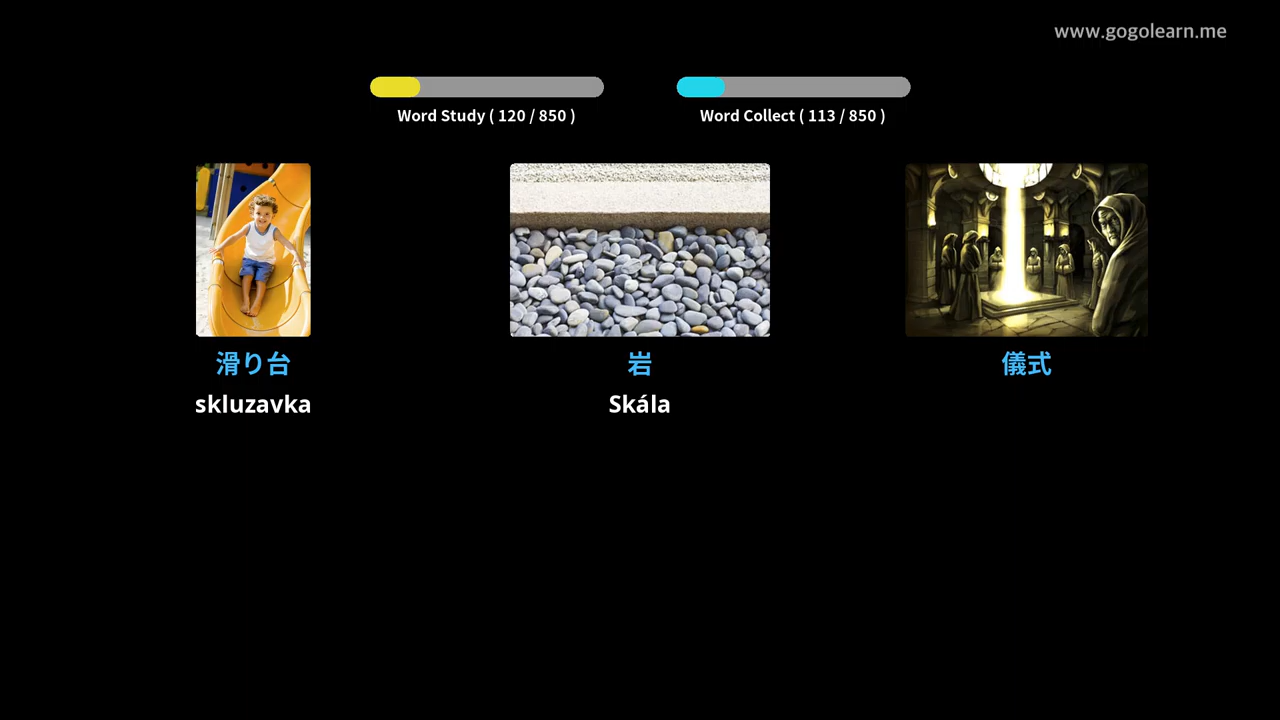 www.gogolearn.me
Word Study ( 120 / 850 )
Word Collect ( 113 / 850 )
滑り台
岩
儀式
skluzavka
Skála